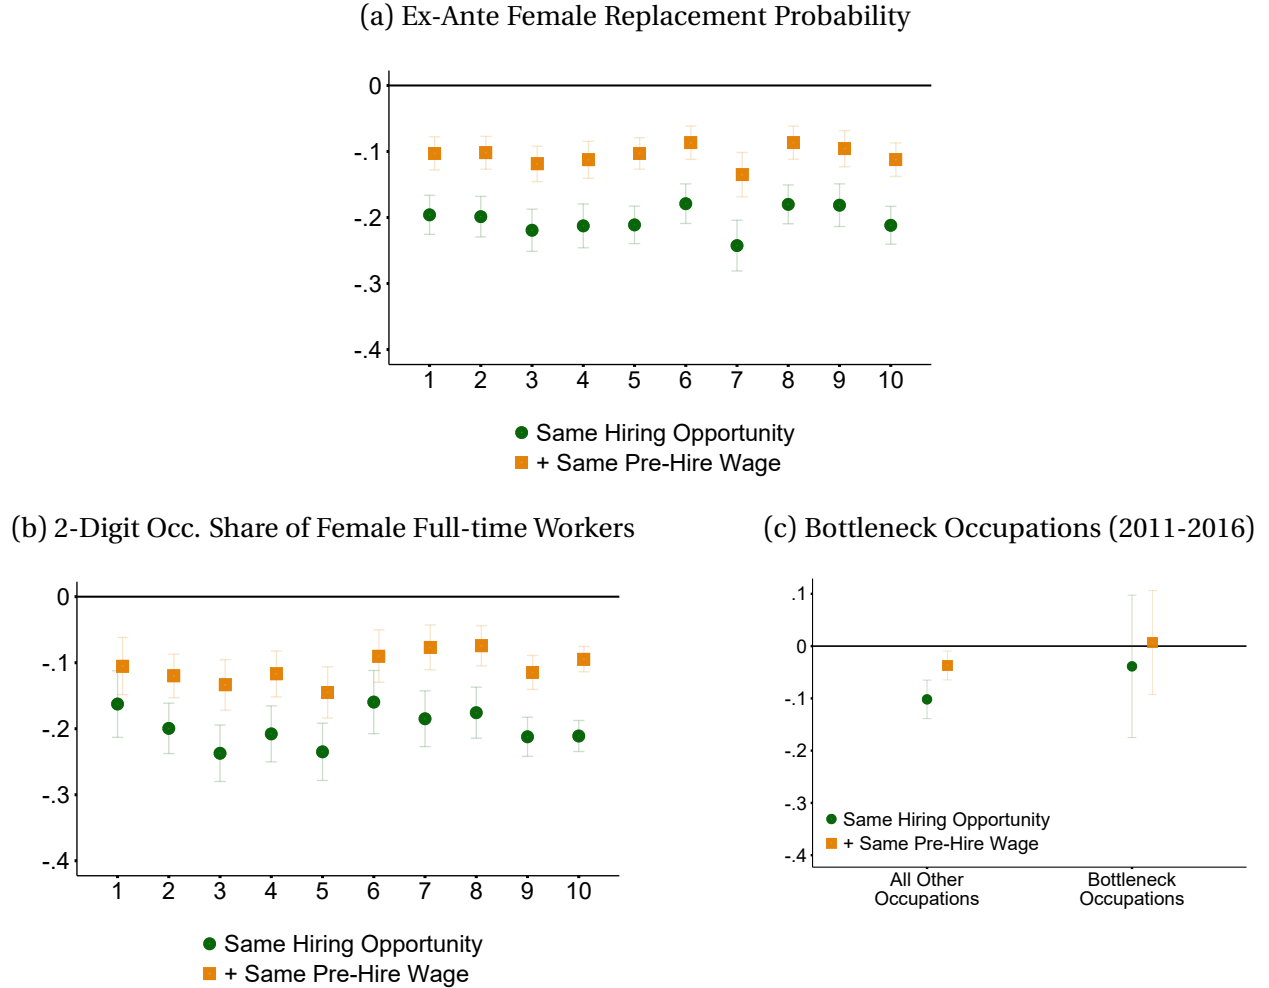 (a) Ex-Ante Female Replacement Probability
0
-.1
-.2
-.3
-.4
1 2 3 4 5 6 7 8 9 10
Same Hiring Opportunity
+ Same Pre-Hire Wage
(b) 2-Digit Occ. Share of Female Full-time Workers
0
-.1
-.2
-.3
-.4
1 2 3 4 5 6 7 8 9 10
Same Hiring Opportunity
+ Same Pre-Hire Wage
(c) Bottleneck Occupations (2011-2016)
.1
0
-.1
-.2
-.3
-.4
Same Hiring Opportunity
+ Same Pre-Hire Wage
All Other
Occupations
Bottleneck
Occupations